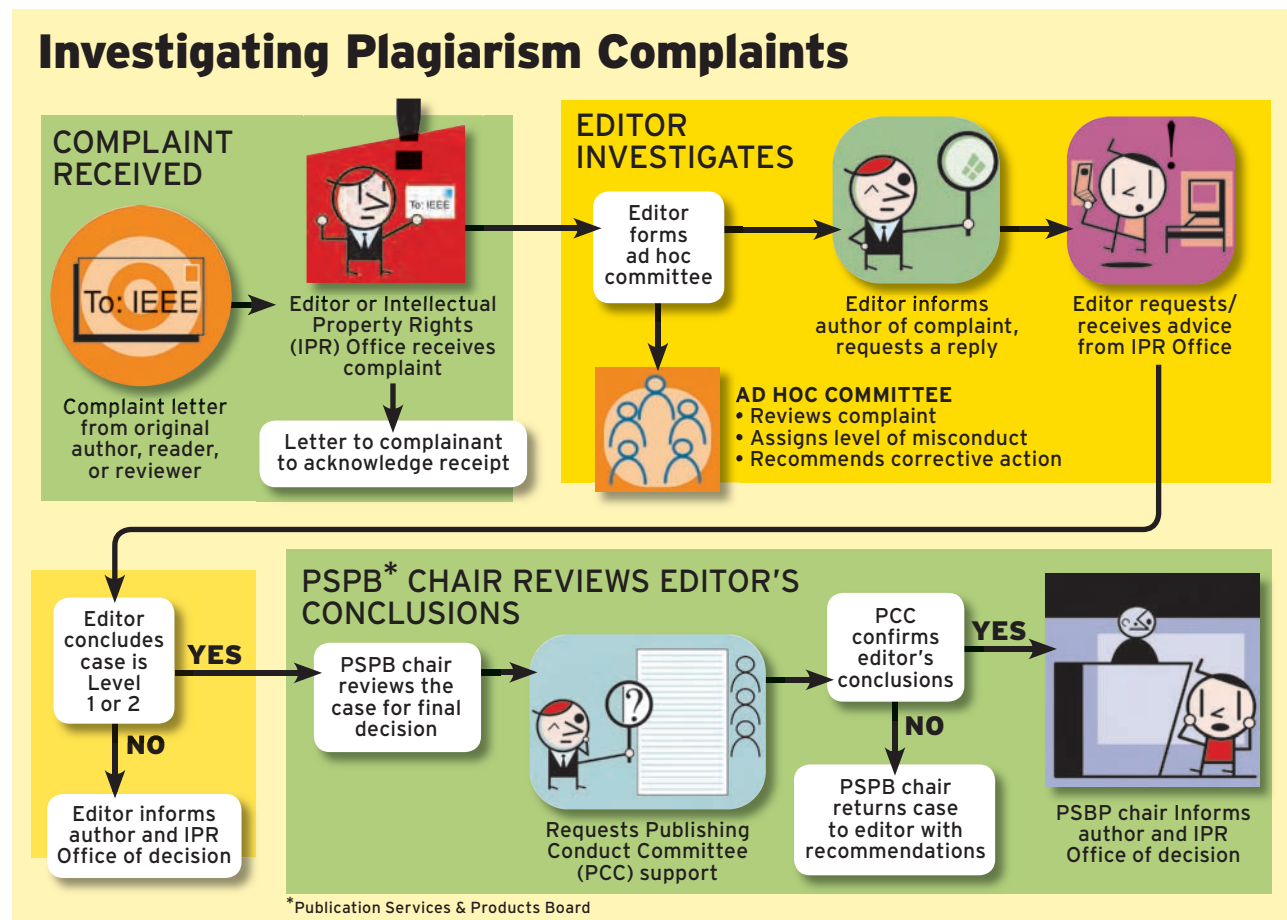 Investigating Plagiarism Complaints
COMPLAINT
RECEIVED
To: IEEE
Complaint letter
from original
author, reader,
or reviewer
To: IEEE
Editor or Intellectual
Property Rights
(IPR) Office receives
complaint
Letter to complainant
to acknowledge receipt
EDITOR
INVESTIGATES
Editor
forms
ad hoc
committee
Editor informs
author of complaint,
requests a reply
!
Editor requests/
receives advice
from IPR Office
AD HOC COMMITTEE
• Reviews complaint
• Assigns level of misconduct
• Recommends corrective action
Editor
concludes
case is
Level
1 or 2
YES
NO
Editor informs
author and IPR
Office of decision
PSPB* CHAIR REVIEWS EDITOR'S
CONCLUSIONS
PSPB chair
reviews the
case for final
decision
?
Requests Publishing
Conduct Committee
(PCC) support
PCC
confirms
editor's
conclusions
YES
NO
PSPB chair
returns case
to editor with
recommendations
PSBP chair Informs
author and IPR
Office of decision
*Publication Services & Products Board